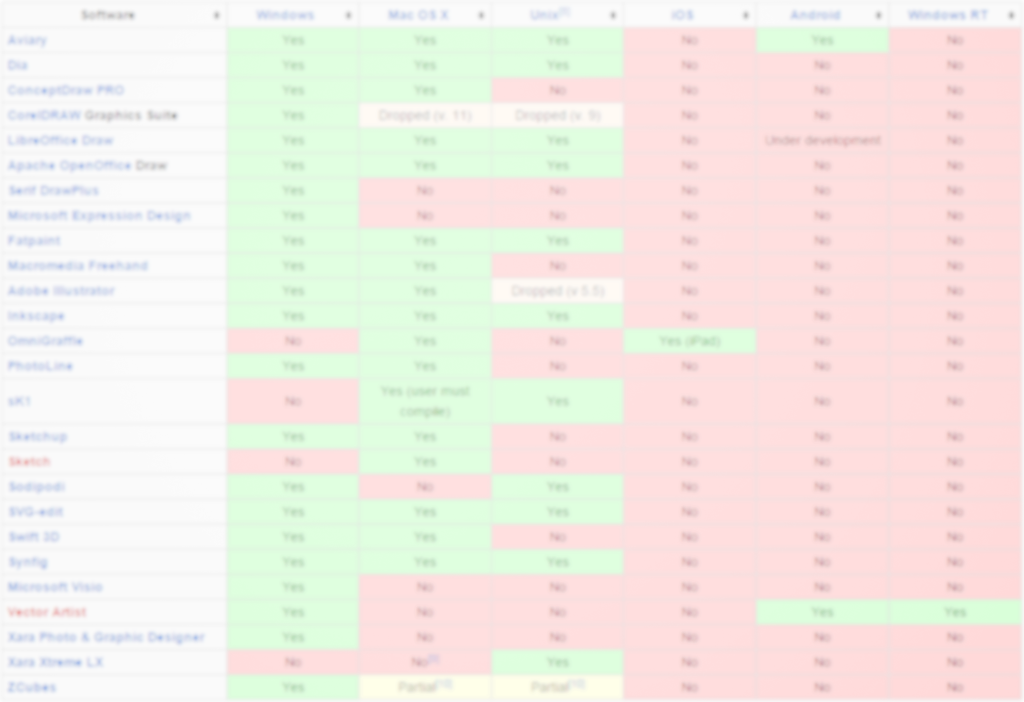 Software Windows Mac OS X Unix iOS Android Windows RT
Aviary Yes Yes Yes No Yes No
Dia Yes Yes Yes No No No
ConceptDraw PRO Yes Yes No No No No
CorelDRAW Graphics Suite Yes Dropped (v. 11) Dropped (v. 9) No No No
LibreOffice Draw Yes Yes Yes No Under development No
Apache OpenOffice Draw Yes Yes Yes No No No
Serif DrawPlus Yes No No No No No
Microsoft Expression Design Yes No No No No No
Fatpaint Yes Yes Yes No No No
Macromedia Freehand Yes Yes No No No No
Adobe Illustrator Yes Yes Dropped (v 5.5) No No No
Inkscape Yes Yes Yes No No No
OmniGraffle No Yes No Yes (iPad) No No
PhotoLine Yes Yes No No No No
sK1 No Yes (user must
compile) Yes No No No
Sketchup Yes Yes No No No No
Sketch No Yes No No No No
Sodipodi Yes No Yes No No No
SVG-edit Yes Yes Yes No No No
Swift 3D Yes Yes No No No No
Synfig Yes Yes Yes No No No
Microsoft Visio Yes No No No No No
Vector Artist Yes No No No Yes Yes
Xara Photo & Graphic Designer Yes No No No No No
Xara Xtreme LX No No Yes No No No
ZCubes Yes Partial Partial No No No